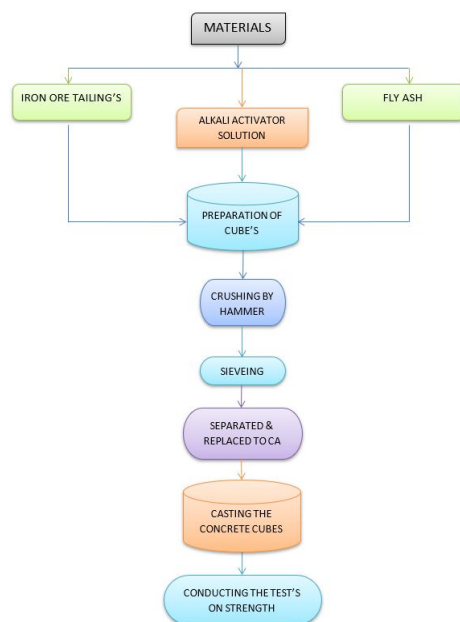 MATERIALS
IRON ORE TAILING'S
ALKALI ACTIVATOR
SOLUTION
FLY ASH
PREPARATION OF
CUBE'S
CRUSHING BY
HAMMER
SIEVEING
SEPARATED &
REPLACED TO CA
CASTING THE
CONCRETE CUBES
CONDUCTING THE TEST'S
ON STRENGTH